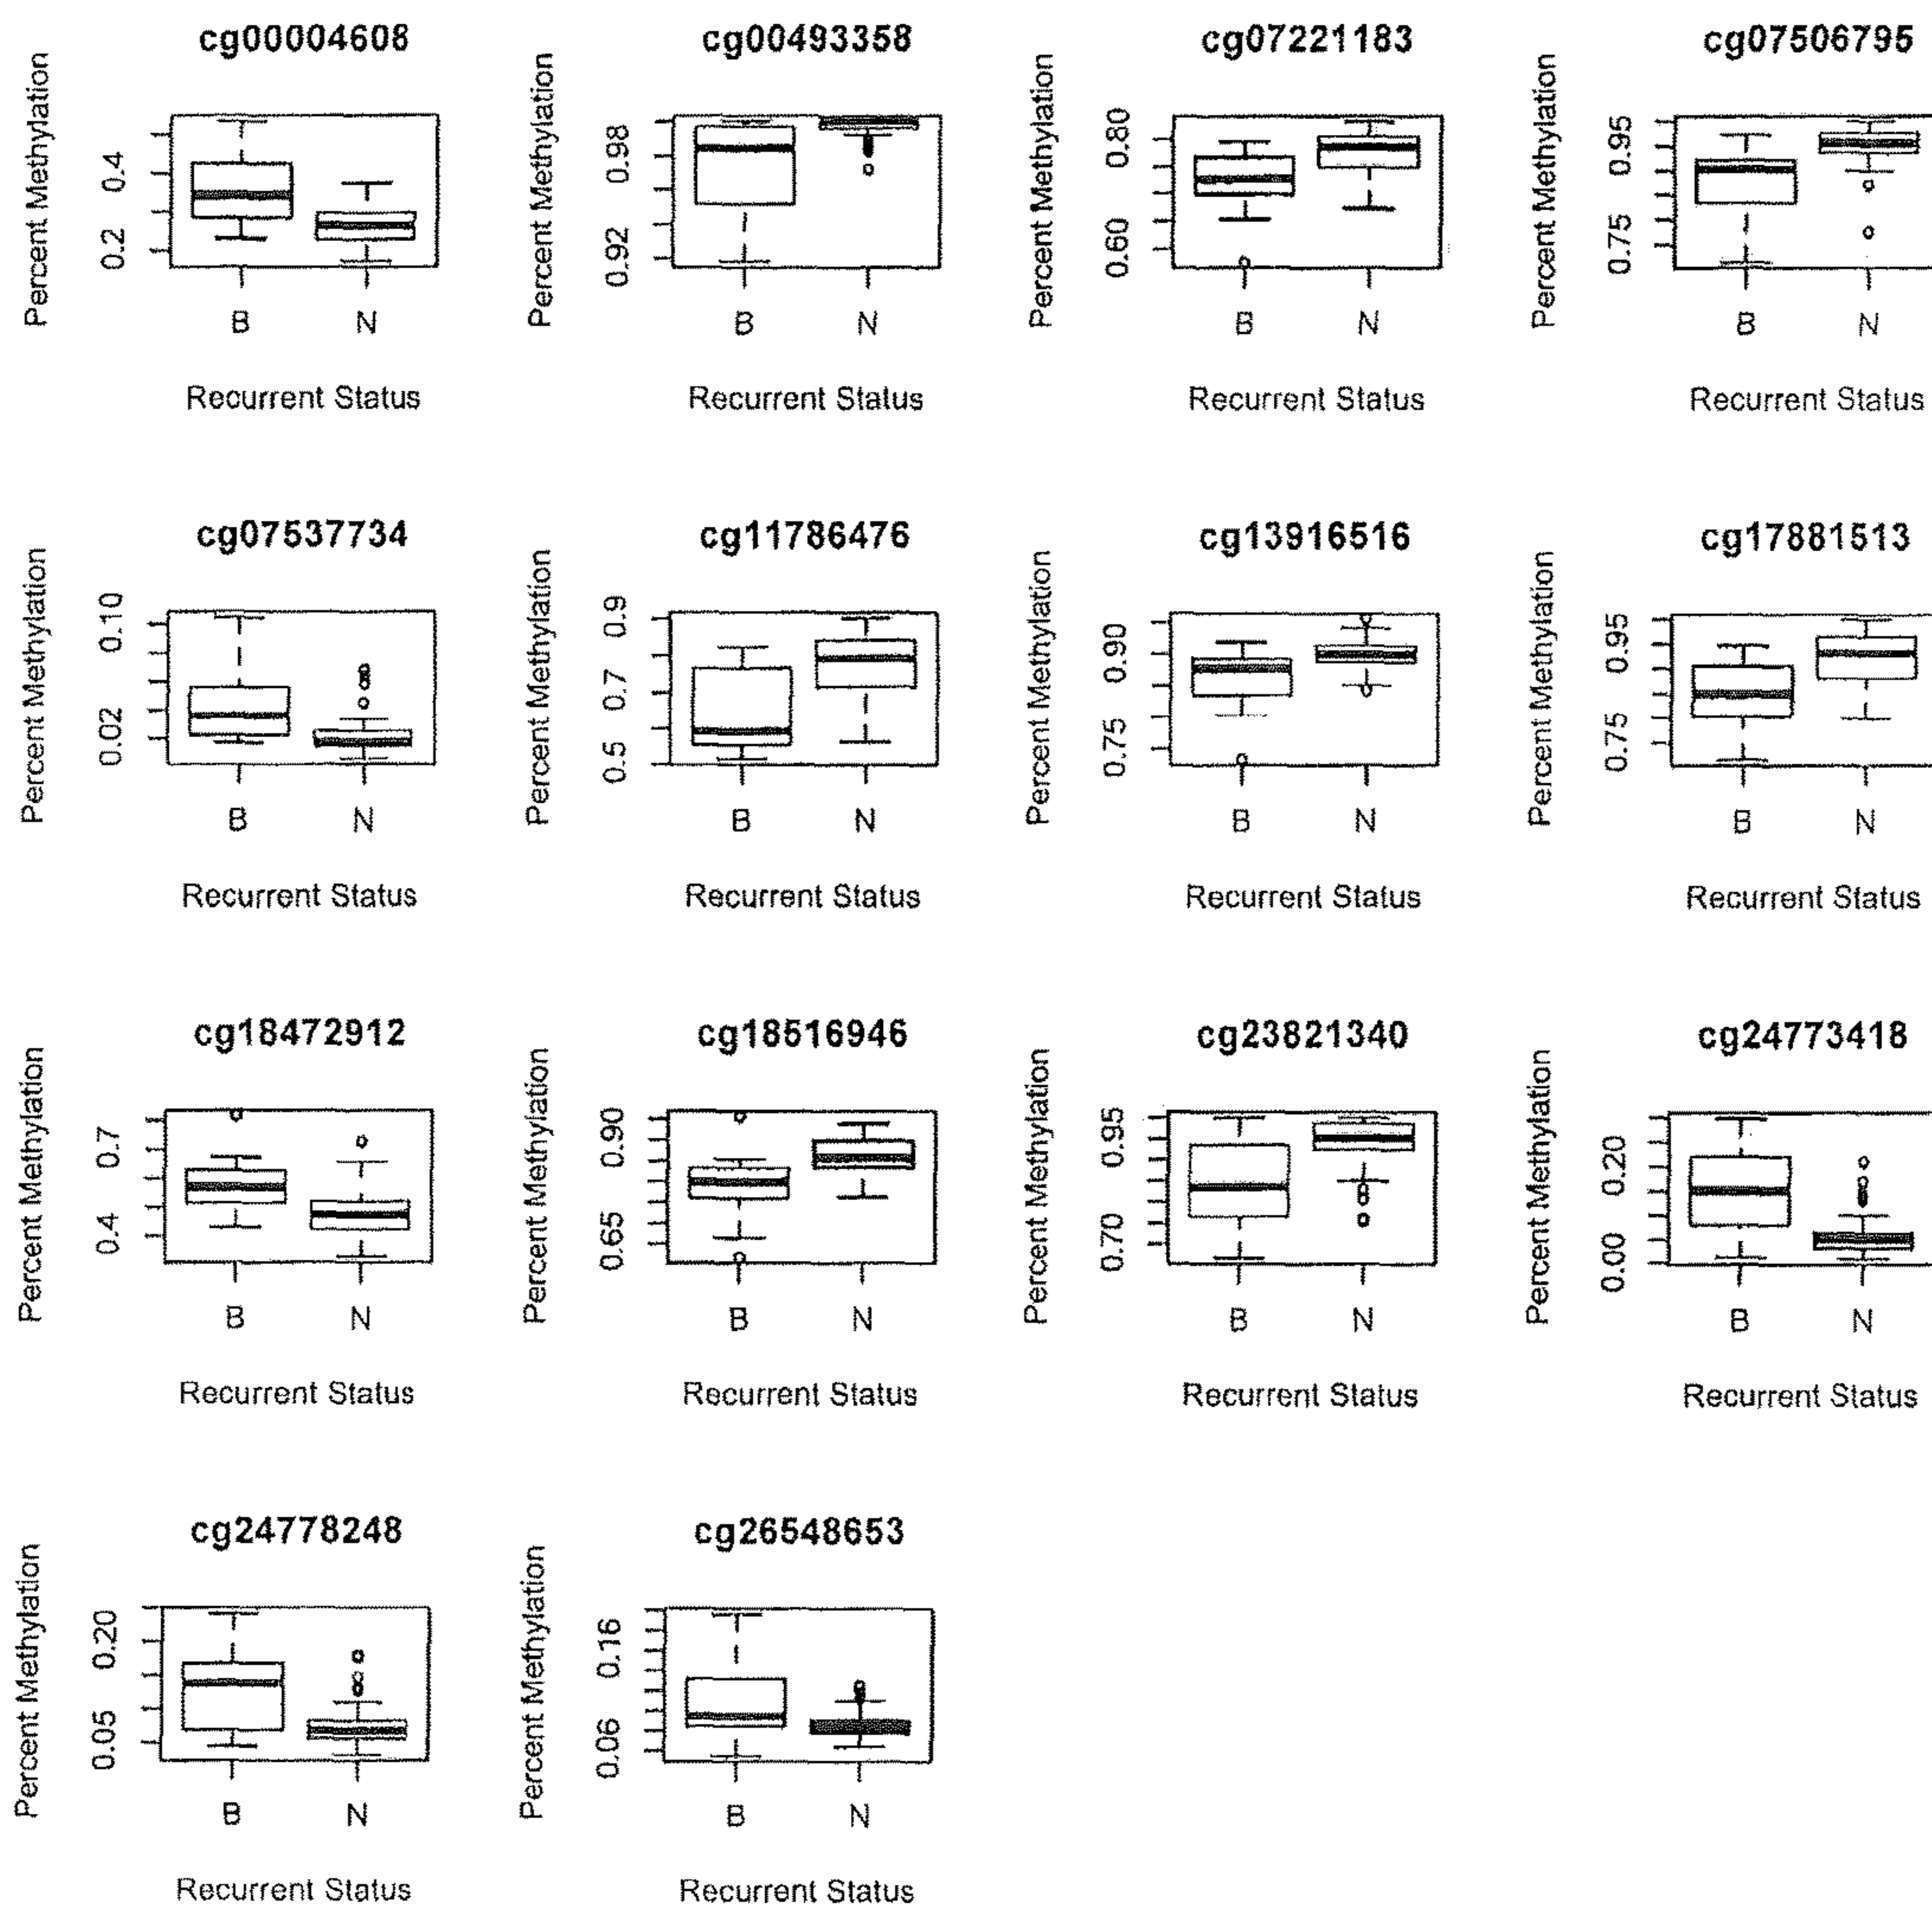 cg00004608 cg00493358 cg07221183 cg07506795
Percent Methylation 0.2 0.4 Percent Methylation 0.92 0.98 Percent Methylation 0.60 0.80 Percent Methylation 0.75 0.95
B N B N B N B N
Recurrent Status Recurrent Status Recurrent Status Recurrent Status
cg07537734 cg11786476 cg13916516 cg17881513
Percent Methylation 0.02 0.10 Percent Methylation 0.5 0.7 0.9 Percent Methylation 0.75 0.90 Percent Methylation 0.75 0.95
B N B N B N B N
Recurrent Status Recurrent Status Recurrent Status Recurrent Status
cg18472912 cg18516946 cg23821340 cg24773418
Percent Methylation 0.4 0.7 Percent Methylation 0.65 0.90 Percent Methylation 0.70 0.95 Percent Methylation 0.00 0.20
B N B N B N B N
Recurrent Status Recurrent Status Recurrent Status Recurrent Status
cg24778248 cg26548653
Percent Methylation 0.05 0.20 Percent Methylation 0.06 0.16
B N B N
Recurrent Status Recurrent Status